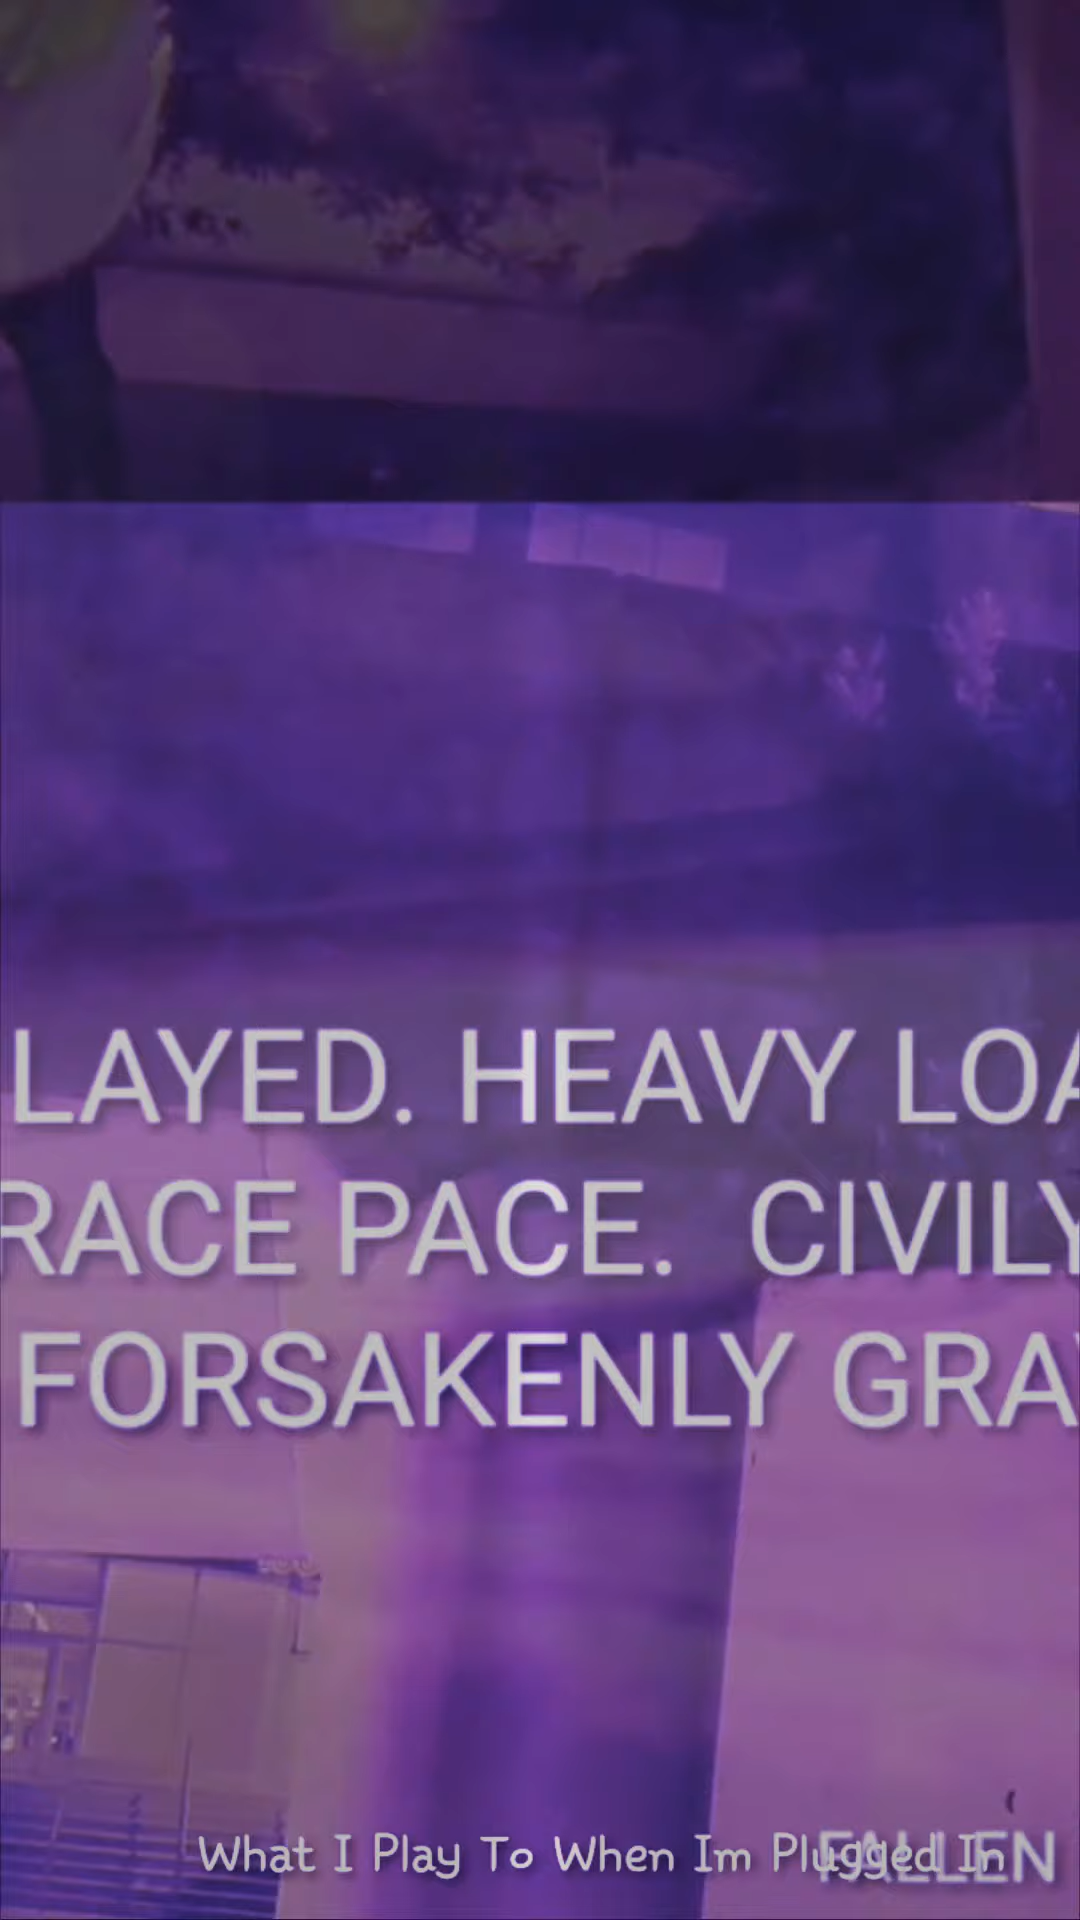 LAYED. HEAVY LOA
RACE PACE. CIVILY
FORSAKENLY GRA
What I Play To When Im Plugged In
FALLEN